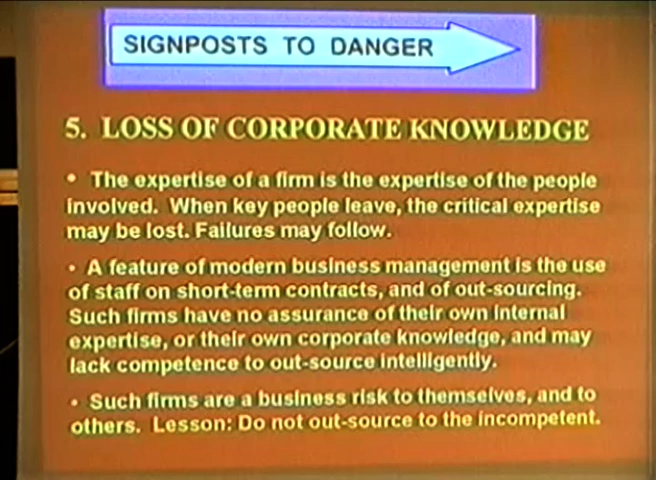 SIGNPOSTS TO DANGER
5. LOSS OF CORPORATE KNOWLEDGE
• The expertise of a firm is the expertise of the people
involved. When key people leave, the critical expertise
may be lost. Failures may follow.
• A feature of modern business management is the use
of staff on short-term contracts, and of out-sourcing.
Such firms have no assurance of their own internal
expertise, or their own corporate knowledge, and may
lack competence to out-source intelligently.
• Such firms are a business risk to themselves, and to
others. Lesson: Do not out-source to the incompetent.